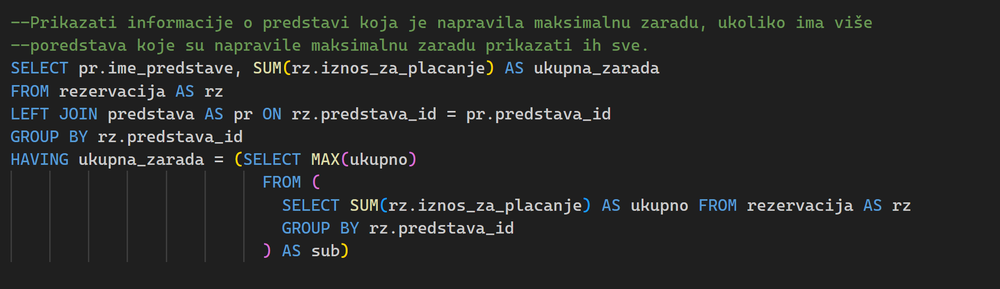 --Prikazati informacije o predstavi koja je napravila maksimalnu zaradu, ukoliko ima više
--poredstava koje su napravile maksimalnu zaradu prikazati ih sve.
SELECT pr.ime_predstave, SUM(rz.iznos_za_placanje) AS ukupna_zarada
FROM rezervacija AS rz
LEFT JOIN predstava AS pr ON rz.predstava_id = pr.predstava_id
GROUP BY rz.predstava_id
HAVING ukupna_zarada = (SELECT MAX(ukupno)
FROM (
SELECT SUM(rz.iznos_za_placanje) AS ukupno FROM rezervacija AS rz
GROUP BY rz.predstava_id
) AS sub)